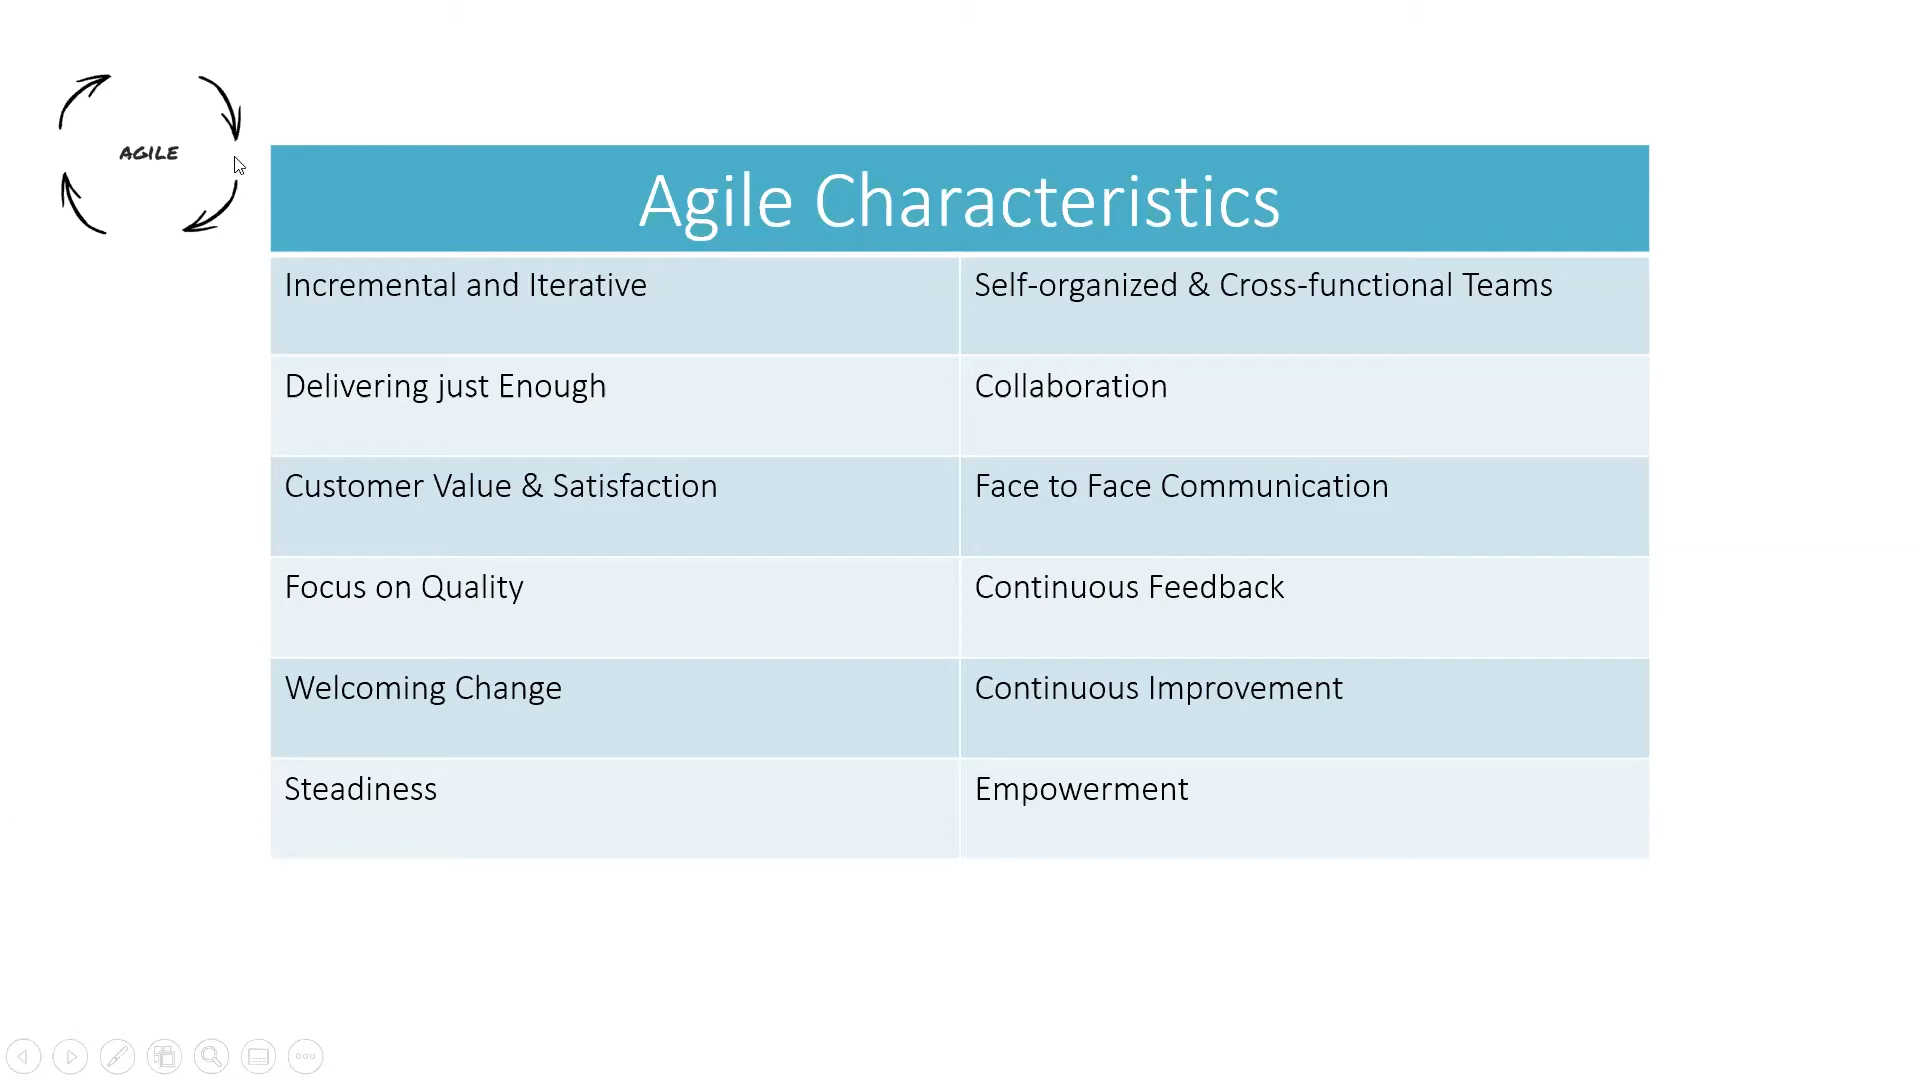 AGILE
Agile Characteristics
Incremental and Iterative
Self-organized & Cross-functional Teams
Delivering just Enough
Collaboration
Customer Value & Satisfaction
Face to Face Communication
Focus on Quality
Continuous Feedback
Welcoming Change
Continuous Improvement
Steadiness
Empowerment